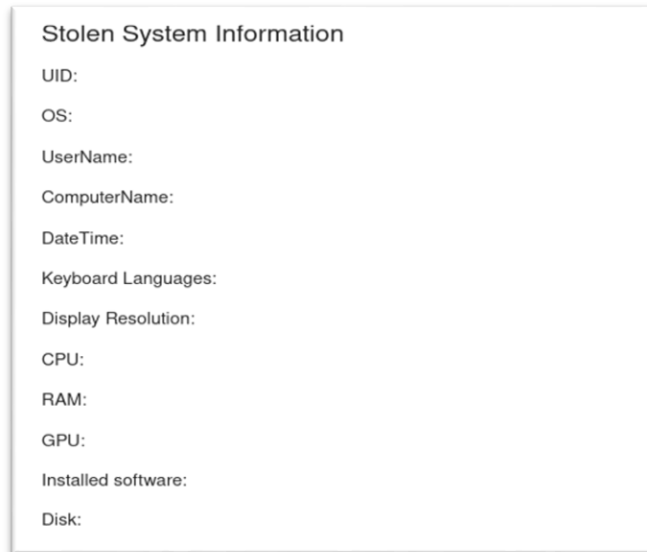 Stolen System Information
UID:
OS:
UserName:
ComputerName:
DateTime:
Keyboard Languages:
Display Resolution:
CPU:
RAM:
GPU:
Installed software:
Disk: